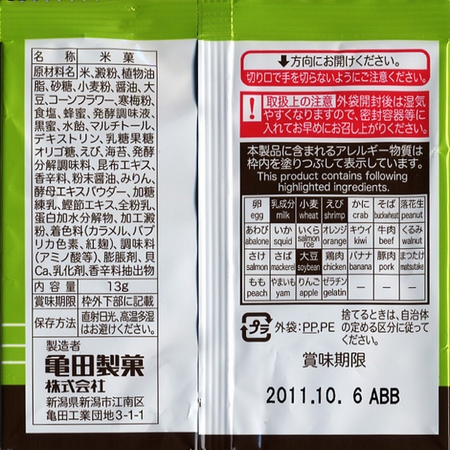 名称 米菓
原材料名 米、澱粉、植物油
脂、砂糖、小麦粉、醤油、大
豆、コーンフラワー、寒梅粉、
食塩、蜂蜜、発酵調味液、
黒蜜、水飴、マルチトール、
デキストリン、乳糖果糖
オリゴ糖、えび、海苔、発酵
分解調味液、昆布エキス、
香辛料、粉末醤油、みりん、
酵母エキスパウダー、加糖
練乳、鰹節エキス、全粉乳、
蛋白加水分解物、加工澱
粉、着色料(カラメル、パプ
リカ色素、紅麹)、調味料
(アミノ酸等)、膨脹剤、貝
Ca、乳化剤、香辛料抽出物
内容量 13g
賞味期限 枠外下部に記載
保存方法 直射日光、高温多湿
はお避けください。
製造者
亀田製菓
株式会社
新潟県新潟市江南区
亀田工業団地3-1-1
⬇方向にお開けください。
切り口で手を切らないようにご注意ください。
! 取扱上の注意 外袋開封後は湿気
やすくなりますので、密封容器等に
入れてお早めにお召し上がりください。
本製品に含まれるアレルギー物質は
枠内を塗りつぶして表示しています。
This product contains following
highlighted ingredients.
卵 乳成分 小麦 えび かに そば 落花生
egg milk wheat shrimp crab buckwheat peanut
あわび いか いくら オレンジ キウイ 牛肉 くるみ
abalone squid salmon roe orange kiwi beef walnut
さけ さば 大豆 鶏肉 バナナ 豚肉 まつたけ
salmon mackerel soybean chicken banana pork matsutake
もも やまいも りんご ゼラチン
peach yam apple gelatin
プラ 外袋:PP,PE
捨てるときは、自治体
の定める区分に従って
ください。
賞味期限
2011.10. 6 ABB